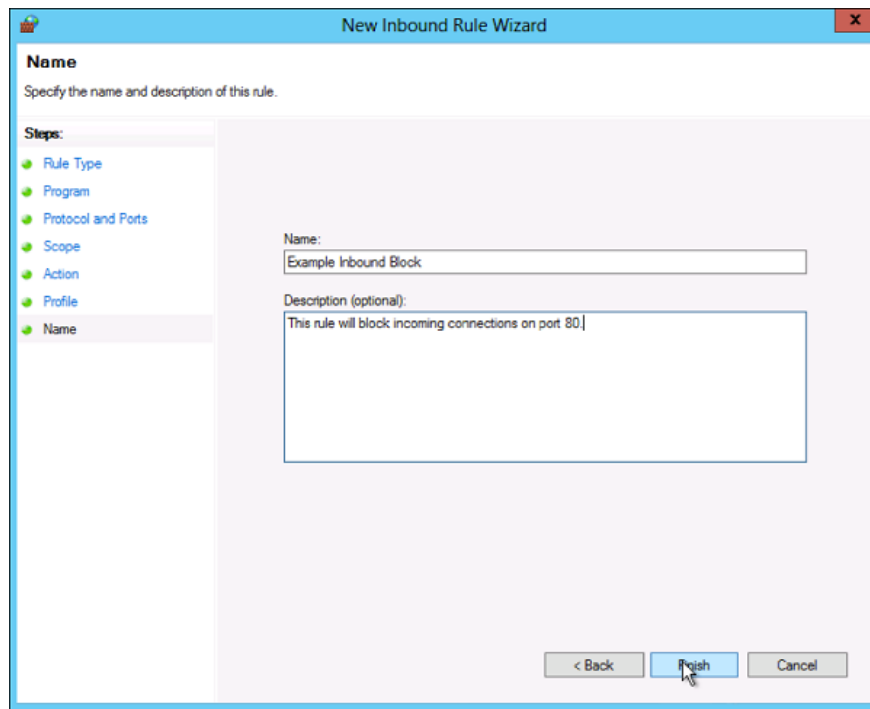 New Inbound Rule Wizard
x
Name
Specify the name and description of this rule.
Steps:
Rule Type
Program
Protocol and Ports
Scope
Action
Profile
Name
Name:
Example Inbound Block
Description (optional):
This rule will block incoming connections on port 80.
< Back
Finish
Cancel